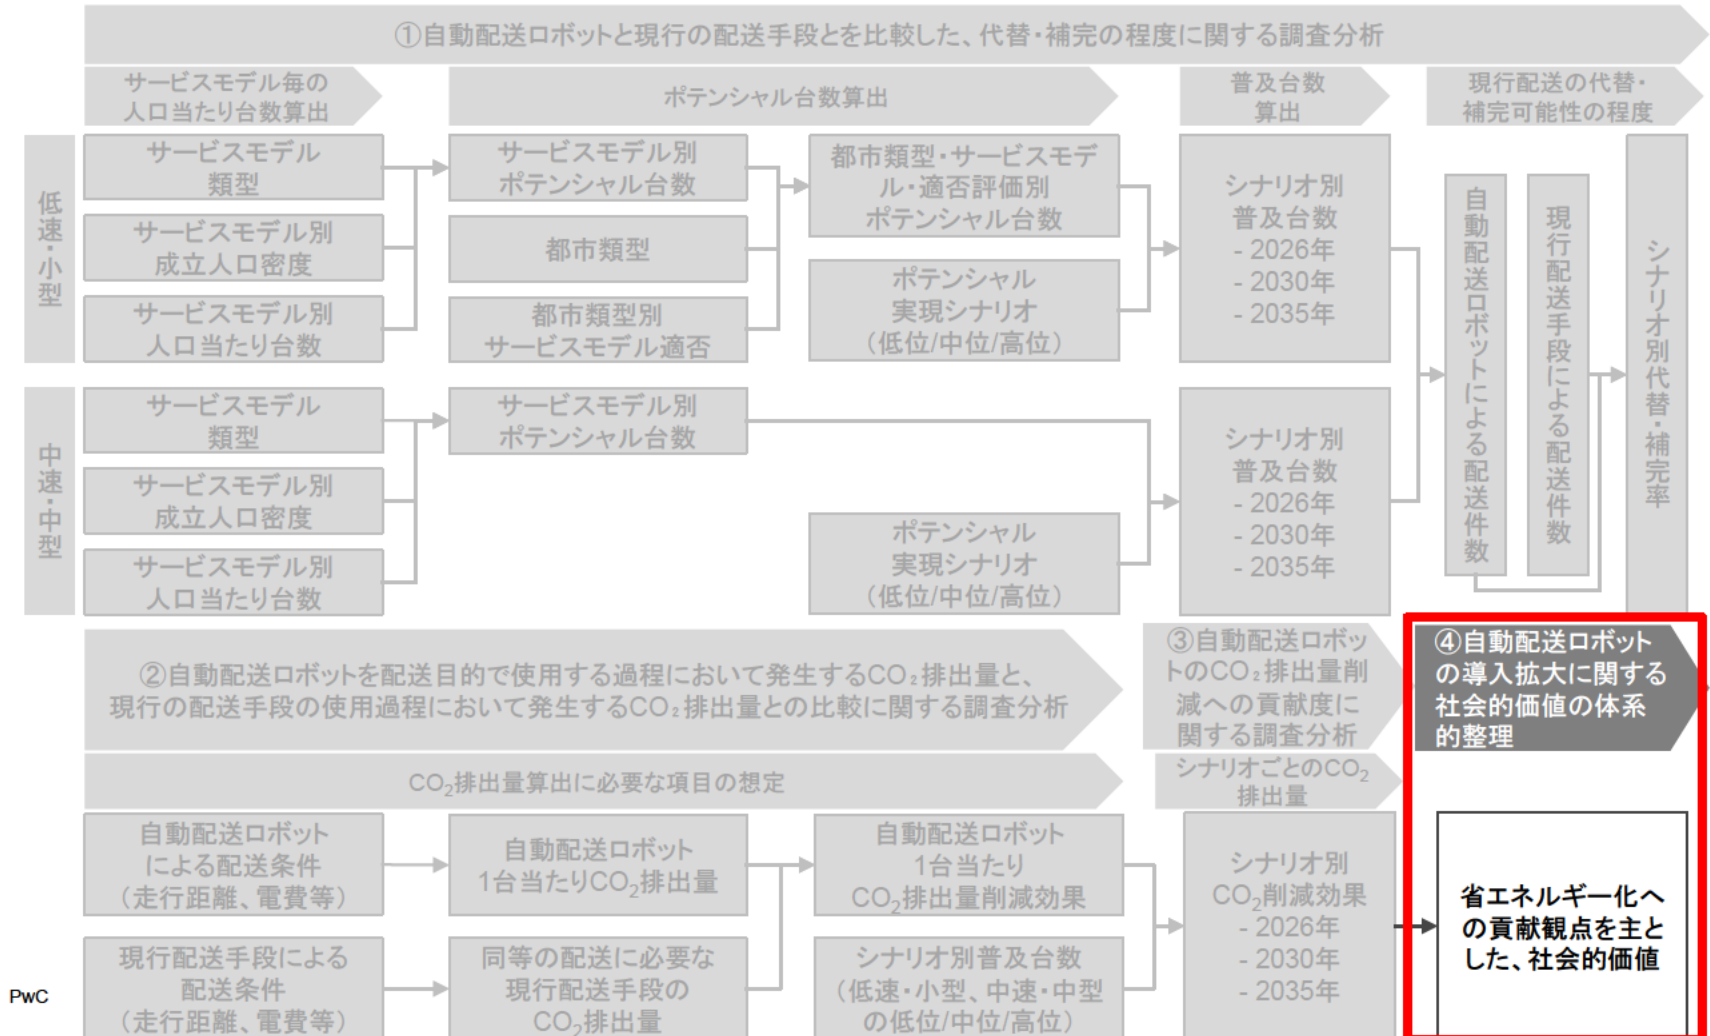 ①自動配送ロボットと現行の配送手段とを比較した、代替・補完の程度に関する調査分析
サービスモデル毎の
人口当たり台数算出
ポテンシャル台数算出
普及台数
算出
現行配送の代替・
補完可能性の程度
低速・小型
サービスモデル
類型
サービスモデル別
成立人口密度
サービスモデル別
人口当たり台数
サービスモデル別
ポテンシャル台数
都市類型
都市類型別
サービスモデル適否
都市類型・サービスモデ
ル・適否評価別
ポテンシャル台数
ポテンシャル
実現シナリオ
（低位/中位/高位）
シナリオ別
普及台数
- 2026年
- 2030年
- 2035年
中速・中型
サービスモデル
類型
サービスモデル別
成立人口密度
サービスモデル別
人口当たり台数
サービスモデル別
ポテンシャル台数
ポテンシャル
実現シナリオ
（低位/中位/高位）
シナリオ別
普及台数
- 2026年
- 2030年
- 2035年
自動配送ロボットによる配送件数
現行配送手段による配送件数
シナリオ別代替・補完率
②自動配送ロボットを配送目的で使用する過程において発生するCO₂排出量と、
現行の配送手段の使用過程において発生するCO₂排出量との比較に関する調査分析
③自動配送ロボッ
トのCO₂排出量削
減への貢献度に
関する調査分析
④自動配送ロボット
の導入拡大に関する
社会的価値の体系
的整理
CO₂排出量算出に必要な項目の想定
シナリオごとのCO₂
排出量
自動配送ロボット
による配送条件
（走行距離、電費等）
自動配送ロボット
1台当たりCO₂排出量
自動配送ロボット
1台当たり
CO₂排出量削減効果
現行配送手段による
配送条件
（走行距離、電費等）
同等の配送に必要な
現行配送手段の
CO₂排出量
シナリオ別普及台数
（低速・小型、中速・中型
の低位/中位/高位）
シナリオ別
CO₂削減効果
- 2026年
- 2030年
- 2035年
省エネルギー化へ
の貢献観点を主と
した、社会的価値
PwC